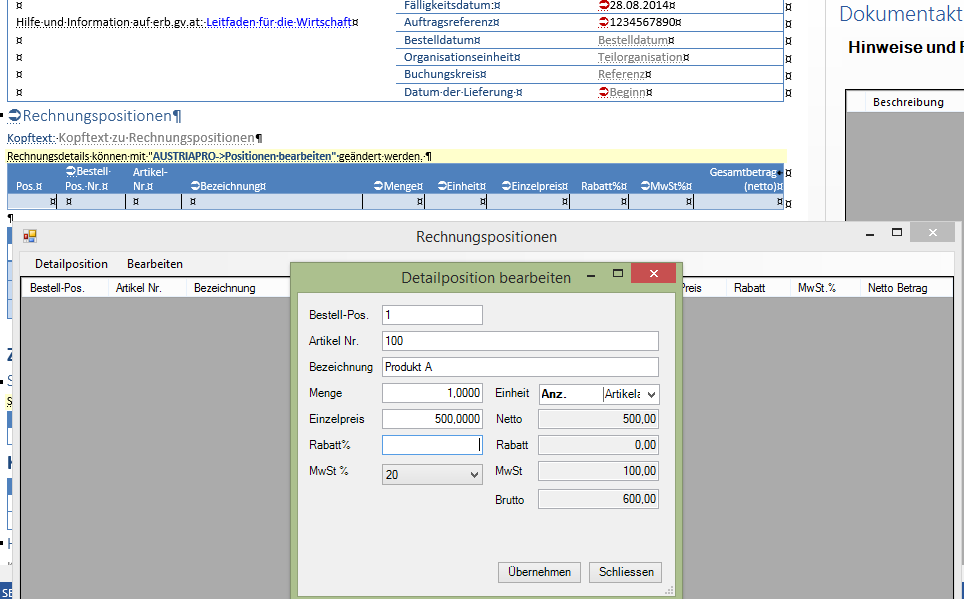 Fälligkeitsdatum:¤ 28.08.2014¤
Hilfe·und·Information·auf·erb.gv.at:·Leitfaden·für·die·Wirtschaft¤
Auftragsreferenz¤ 1234567890¤
Bestelldatum¤ Bestelldatum¤
Organisationseinheit¤ Teilorganisation¤
Buchungskreis¤ Referenz¤
Datum·der·Lieferung·¤ Beginn¤
Dokumentakt
Hinweise und
Beschreibung
Rechnungspositionen¶
Kopftext:·Kopftext·zu·Rechnungspositionen¶
Rechnungsdetails·können·mit·"AUSTRIAPRO->Positionen·bearbeiten"·geändert·werden.·¶
Pos.¤ Bestell-Pos.·Nr.¤ Artikel-Nr.¤ Bezeichnung¤ Menge¤ Einheit¤ Einzelpreis¤ Rabatt%¤ MwSt%¤ Gesamtbetrag (netto)¤
Rechnungspositionen
Detailposition Bearbeiten
Bestell-Pos. Artikel Nr. Bezeichnung Preis Rabatt MwSt.% Netto Betrag
Detailposition bearbeiten
Bestell-Pos. 1
Artikel Nr. 100
Bezeichnung Produkt A
Menge 1,0000 Einheit Anz. Artikela
Einzelpreis 500,0000 Netto 500,00
Rabatt% Rabatt 0,00
MwSt % 20 MwSt 100,00
Brutto 600,00
Übernehmen Schliessen